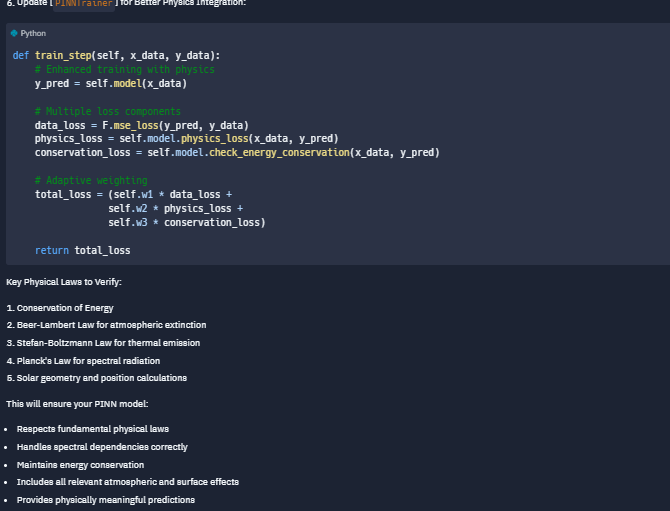 6. Update [PINNTrainer] for Better Physics Integration:
Python
def train_step(self, x_data, y_data):
# Enhanced training with physics
y_pred = self.model(x_data)
# Multiple loss components
data_loss = F.mse_loss(y_pred, y_data)
physics_loss = self.model.physics_loss(x_data, y_pred)
conservation_loss = self.model.check_energy_conservation(x_data, y_pred)
# Adaptive weighting
total_loss = (self.w1 * data_loss +
self.w2 * physics_loss +
self.w3 * conservation_loss)
return total_loss
Key Physical Laws to Verify:
1. Conservation of Energy
2. Beer-Lambert Law for atmospheric extinction
3. Stefan-Boltzmann Law for thermal emission
4. Planck's Law for spectral radiation
5. Solar geometry and position calculations
This will ensure your PINN model:
• Respects fundamental physical laws
• Handles spectral dependencies correctly
• Maintains energy conservation
• Includes all relevant atmospheric and surface effects
• Provides physically meaningful predictions